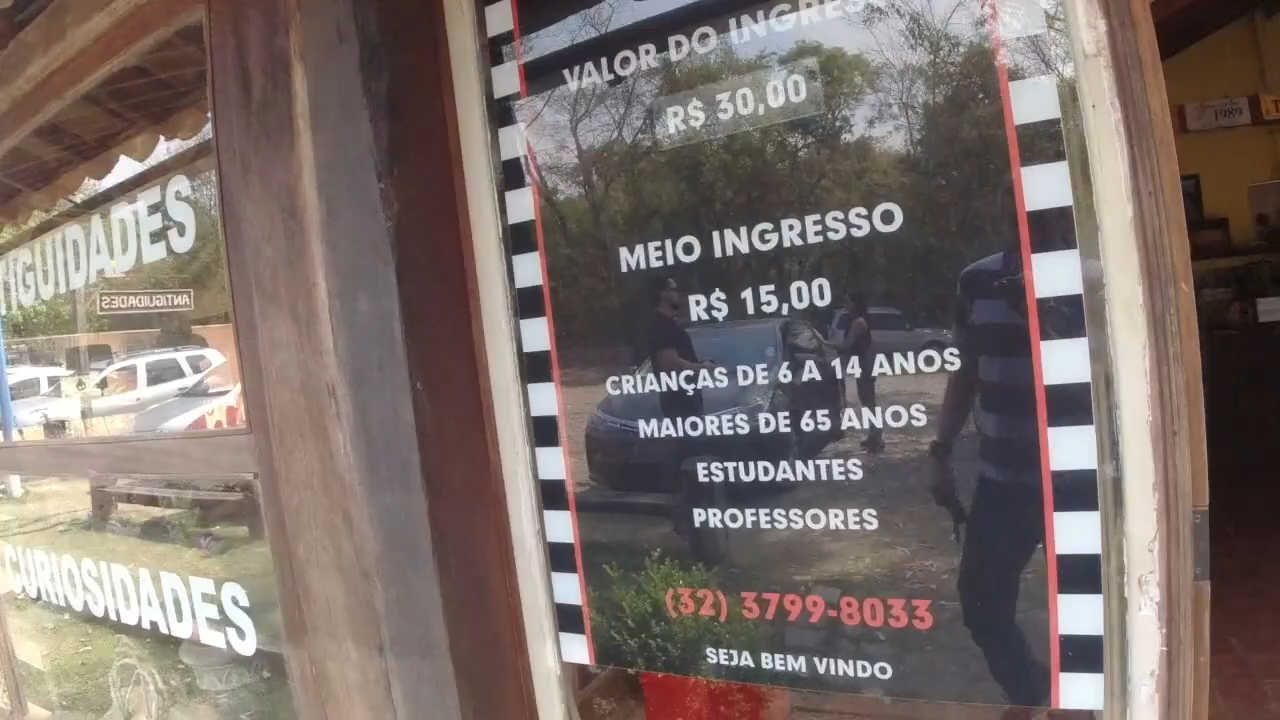 VALOR DO INGRES
R$ 30,00
MEIO INGRESSO
R$ 15,00
CRIANÇAS DE 6 A 14 ANOS
MAIORES DE 65 ANOS
ESTUDANTES
PROFESSORES
(32) 3799-8033
SEJA BEM VINDO
TIGUIDADES
ANTIGUIDADES
CURIOSIDADES
1989